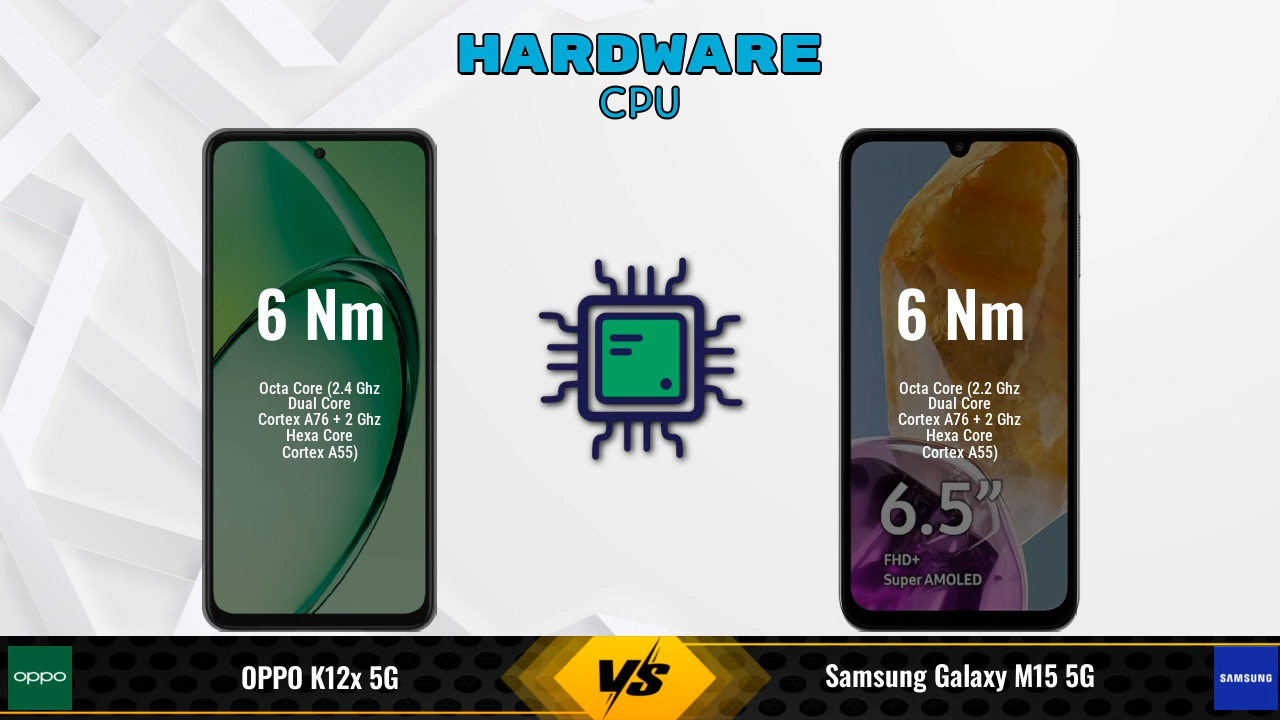 HARDWARE
CPU
6 Nm
Octa Core (2.4 Ghz
Dual Core
Cortex A76 + 2 Ghz
Hexa Core
Cortex A55)
6 Nm
Octa Core (2.2 Ghz
Dual Core
Cortex A76 + 2 Ghz
Hexa Core
Cortex A55)
6.5”
FHD+
Super AMOLED
oppo
OPPO K12x 5G
VS
Samsung Galaxy M15 5G
SAMSUNG